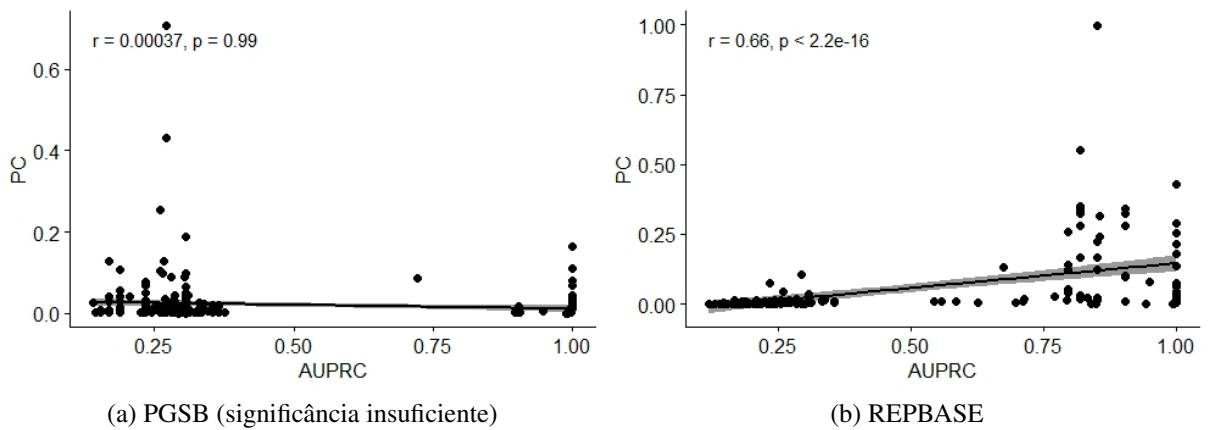 r = 0.00037, p = 0.99
PC
0.6
0.4
0.2
0.0
0.25 0.50 0.75 1.00
AUPRC
(a) PGSB (significância insuficiente)
r = 0.66, p < 2.2e-16
PC
1.00
0.75
0.50
0.25
0.00
0.25 0.50 0.75 1.00
AUPRC
(b) REPBASE